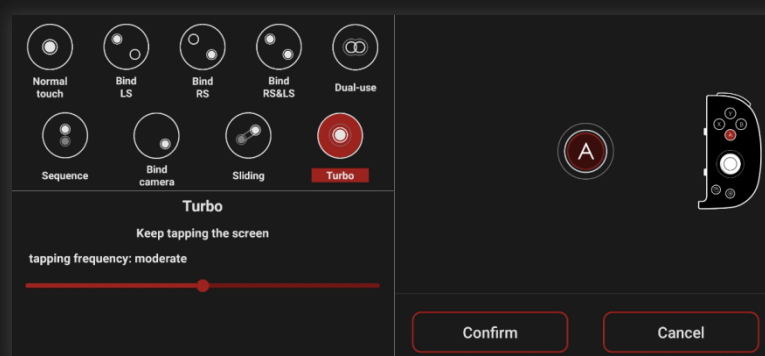 Normal
touch
Bind
LS
Bind
RS
Bind
RS&LS
Dual-use
Sequence
Bind
camera
Sliding
Turbo
Turbo
Keep tapping the screen
tapping frequency: moderate
A
Y
X
B
A
Confirm
Cancel